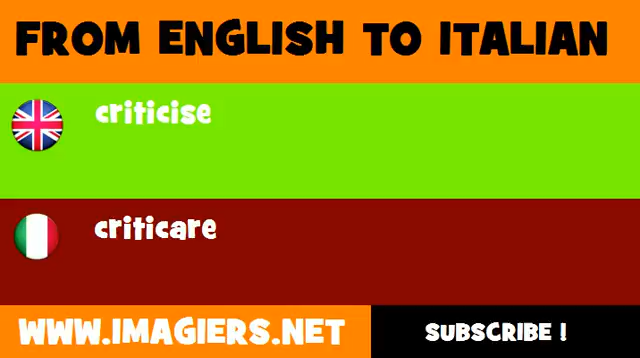 FROM ENGLISH TO ITALIAN
criticise
criticare
WWW.IMAGIERS.NET
SUBSCRIBE !